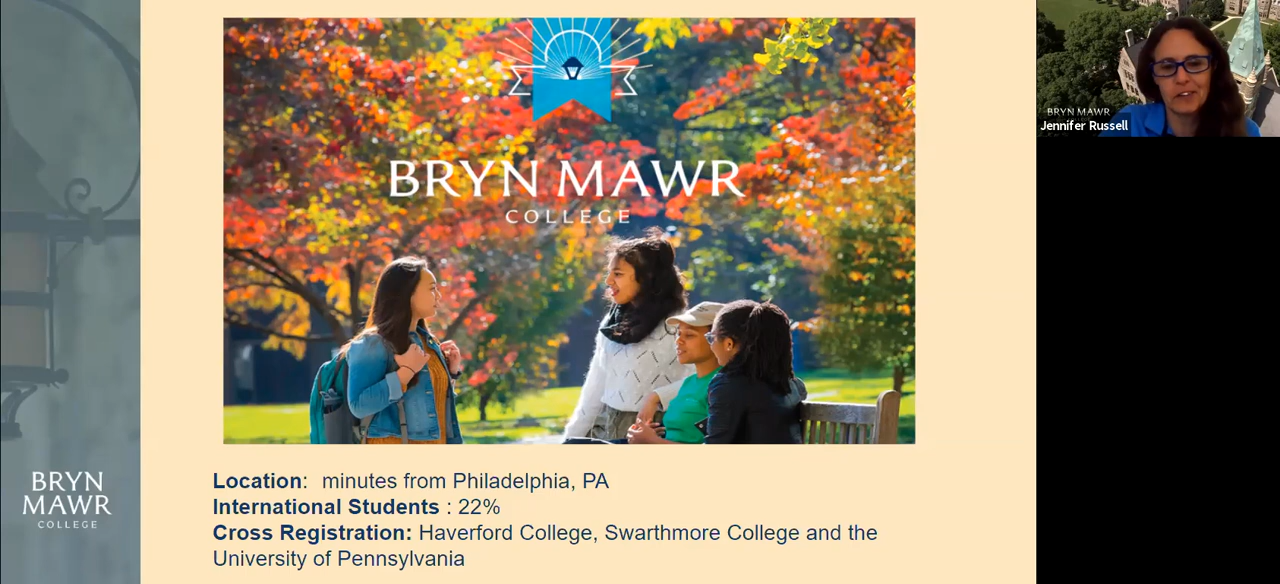 BRYN MAWR
COLLEGE
BRYN MAWR
Jennifer Russell
Location:  minutes from Philadelphia, PA
International Students : 22%
Cross Registration: Haverford College, Swarthmore College and the
University of Pennsylvania
BRYN
MAWR
COLLEGE